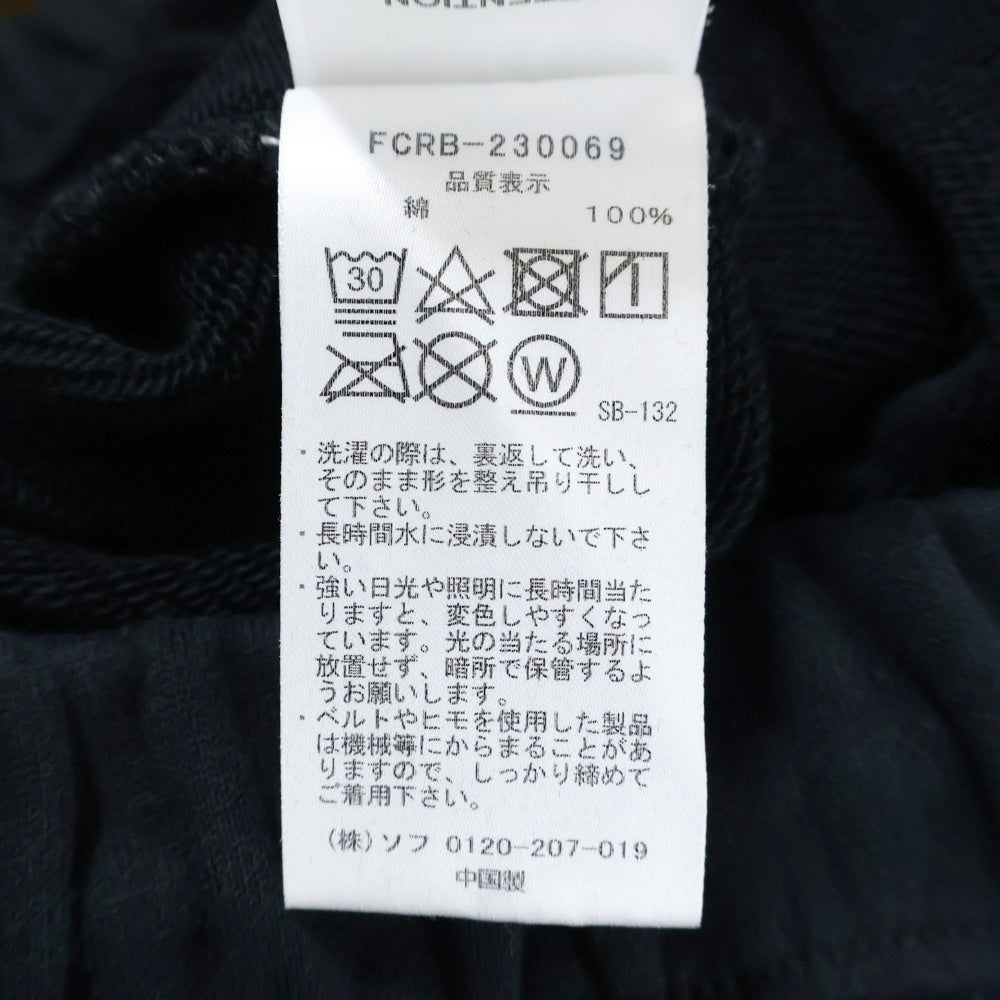 ATTENTION
FCRB-230069
品質表示
綿 100%
30
W
SB-132
・洗濯の際は、裏返して洗い、
そのまま形を整え吊り干しし
て下さい。
・長時間水に浸漬しないで下さ
い。
・強い日光や照明に長時間当た
りますと、変色しやすくなっ
ています。光の当たる場所に
放置せず、暗所で保管するよ
うお願いします。
・ベルトやヒモを使用した製品
は機械等にからまることがあ
りますので、しっかり締めて
ご着用下さい。
(株)ソフ 0120-207-019
中国製